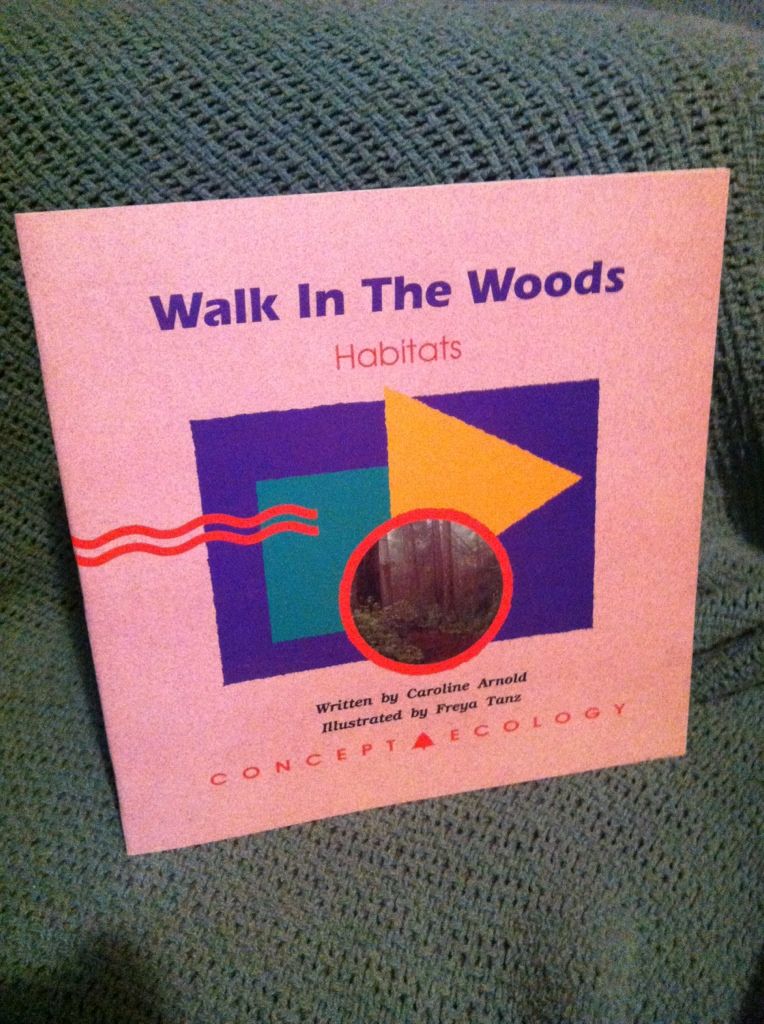 Walk In The Woods
Habitats
Written by Caroline Arnold
Illustrated by Freya Tanz
CONCEPT ECOLOGY